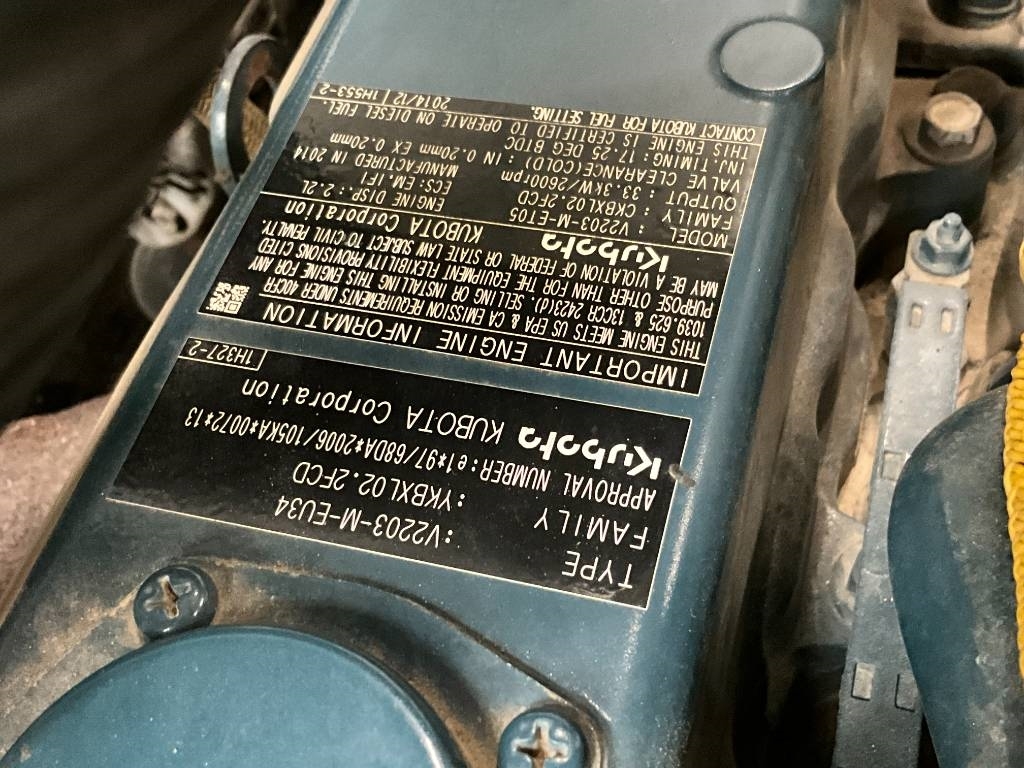 TYPE :V2203-M-EU34
FAMILY :YKBXL02.2FCD
APPROVAL NUMBER:e1*97/68DA*2006/105KA*0072*13
Kubota KUBOTA Corporation
1H327-2
IMPORTANT ENGINE INFORMATION
THIS ENGINE MEETS US EPA & CA EMISSION REQUIREMENTS UNDER 40CFR
1039.625 & 13CCR 2423(d). SELLING OR INSTALLING THIS ENGINE FOR ANY
PURPOSE OTHER THAN FOR THE EQUIPMENT FLEXIBILITY PROVISIONS CITED
MAY BE A VIOLATION OF FEDERAL OR STATE LAW SUBJECT TO CIVIL PENALTY.
Kubota KUBOTA Corporation
MODEL : V2203-M-ET05 ENGINE DISP.: 2.2L
FAMILY : CKBXL02.2FCD ECS: EM, IFI
OUTPUT : 33.3kW/2600rpm MANUFACTURED IN 2014
VALVE CLEARANCE(COLD) : IN 0.20mm EX 0.20mm
INJ.TIMING:17.25 DEG BTDC
THIS ENGINE IS CERTIFIED TO OPERATE ON DIESEL FUEL.
CONTACT KUBOTA FOR FUEL SETTING. 2014/12 1H553-2